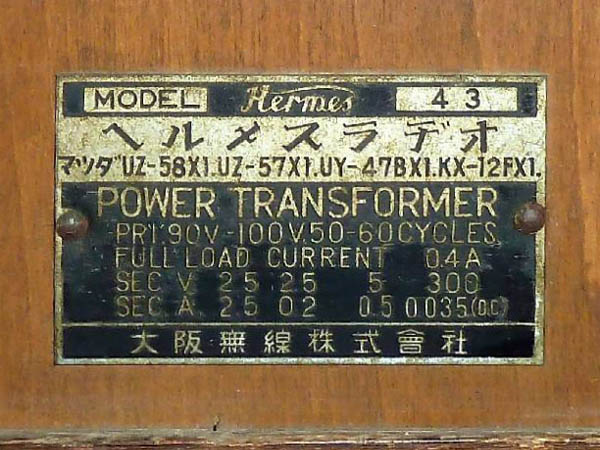 MODEL Hermes 43
ヘルメスラヂオ
マツダUZ-58X1.UZ-57X1.UY-47BX1.KX-12FX1.
POWER TRANSFORMER
PRI.90V-100V.50-60CYCLES
FULL LOAD CURRENT 0.4A
SEC V. 2.5 2.5 5 300
SEC. A. 2.5 0.2 0.5 0.035(D.C)
大阪無線株式會社